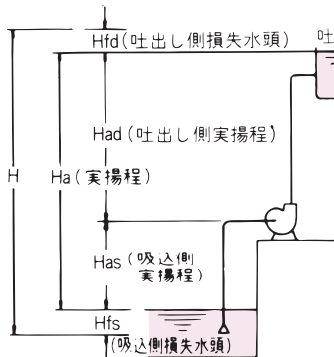 Hfd(吐出し側損失水頭)
吐
Had(吐出し側実揚程)
H
Ha(実揚程)
Has(吸込側
実揚程)
Hfs
(吸込側損失水頭)